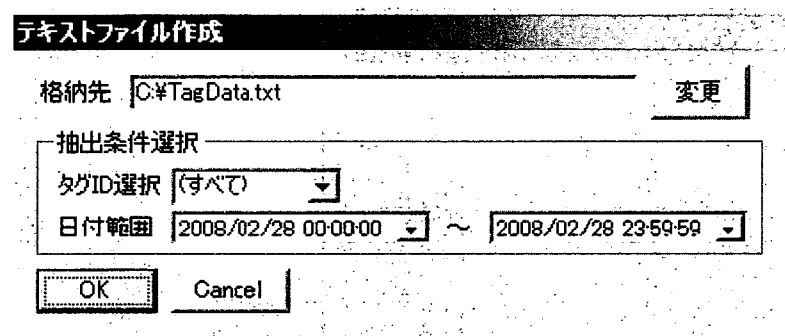 テキストファイル作成
格納先 C:¥TagData.txt 変更
抽出条件選択
タグID選択 (すべて)
日付範囲 2008/02/28 00:00:00 ～ 2008/02/28 23:59:59
OK Cancel